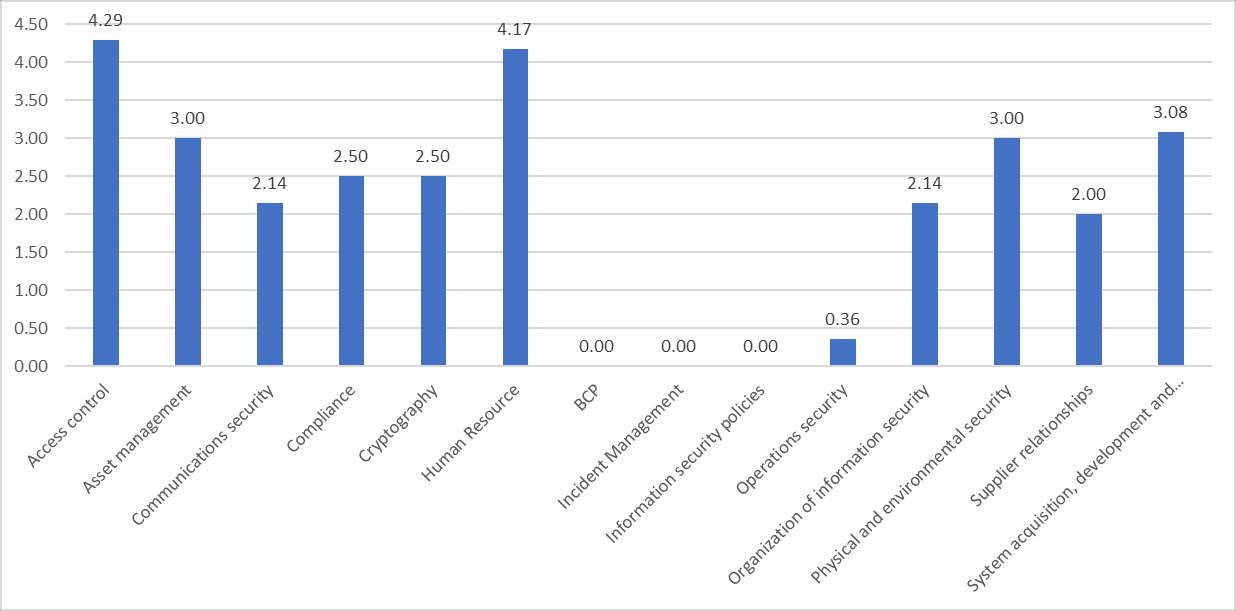 4.50
4.00
3.50
3.00
2.50
2.00
1.50
1.00
0.50
0.00
4.29
3.00
2.14
2.50
2.50
4.17
0.00
0.00
0.00
0.36
2.14
3.00
2.00
3.08
Access control
Asset management
Communications security
Compliance
Cryptography
Human Resource
BCP
Incident Management
Information security policies
Operations security
Organization of information security
Physical and environmental security
Supplier relationships
System acquisition, development and...